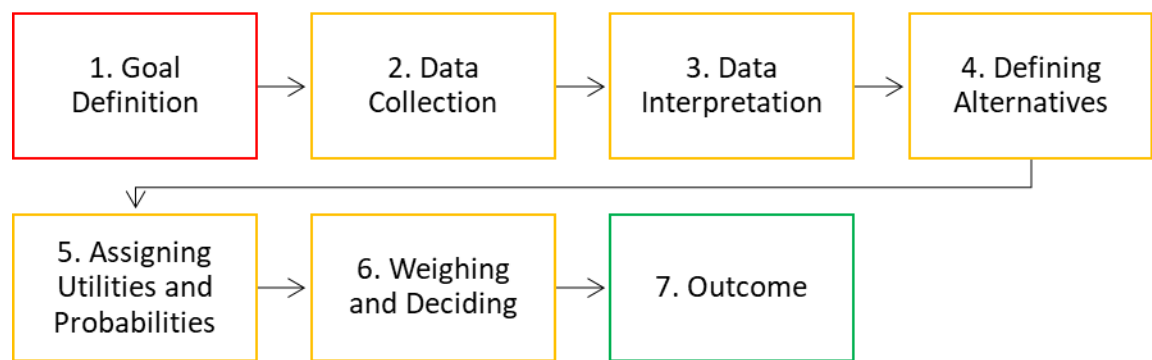 1. Goal
Definition
2. Data
Collection
3. Data
Interpretation
4. Defining
Alternatives
5. Assigning
Utilities and
Probabilities
6. Weighing
and Deciding
7. Outcome